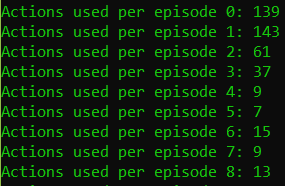 Actions used per episode 0: 139
Actions used per episode 1: 143
Actions used per episode 2: 61
Actions used per episode 3: 37
Actions used per episode 4: 9
Actions used per episode 5: 7
Actions used per episode 6: 15
Actions used per episode 7: 9
Actions used per episode 8: 13